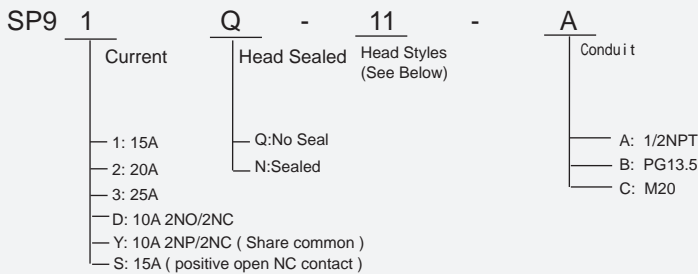 SP9 1 Q - 11 - A
Current Head Sealed Head Styles Conduit
(See Below)
1: 15A
Q:No Seal
A: 1/2NPT
2: 20A
N:Sealed
B: PG13.5
3: 25A
C: M20
D: 10A 2NO/2NC
Y: 10A 2NP/2NC ( Share common )
S: 15A ( positive open NC contact )